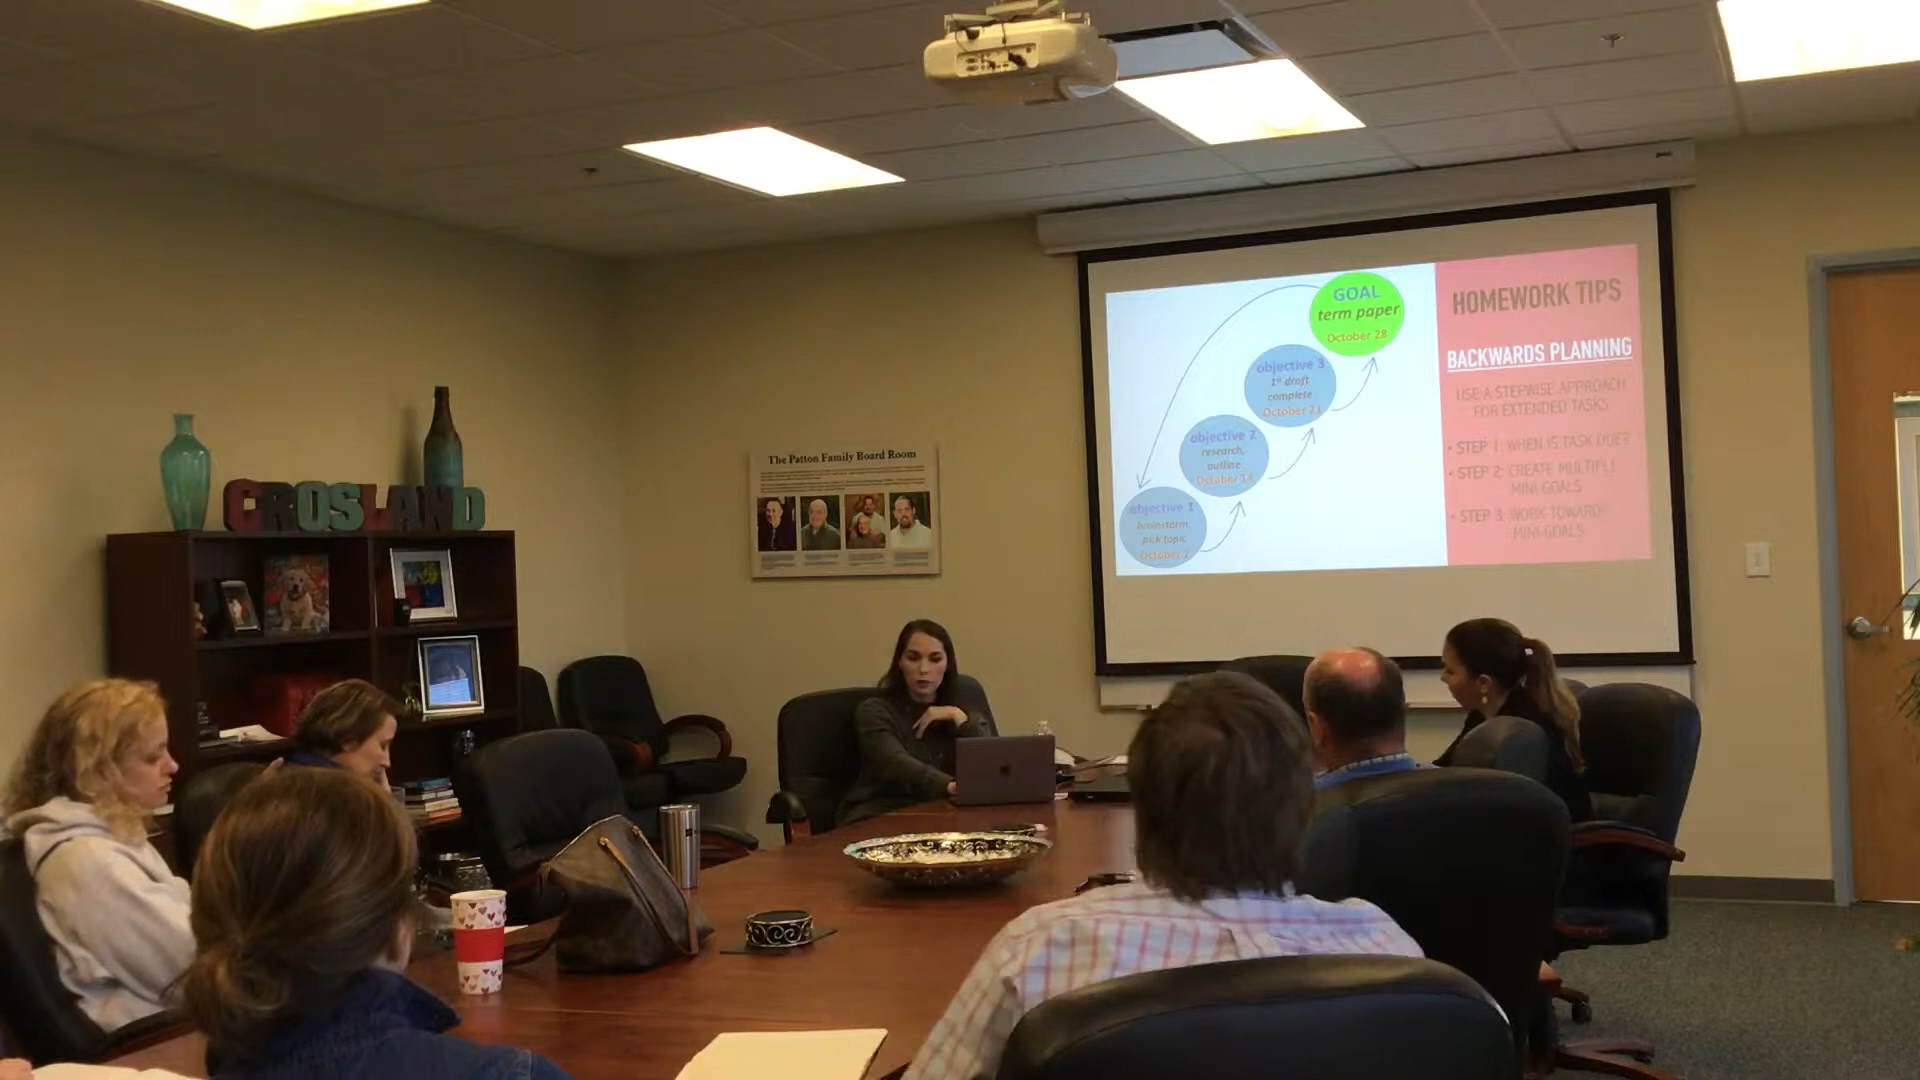 CROSLAND
The Patton Family Board Room
GOAL
term paper
October 28
objective 3
1st draft
complete
October 21
objective 2
research,
outline
October 14
objective 1
brainstorm,
pick topic
October 7
HOMEWORK TIPS
BACKWARDS PLANNING
USE A STEPWISE APPROACH
FOR EXTENDED TASKS
• STEP 1: WHEN IS TASK DUE?
• STEP 2: CREATE MULTIPLE
MINI-GOALS
• STEP 3: WORK TOWARD
MINI-GOALS